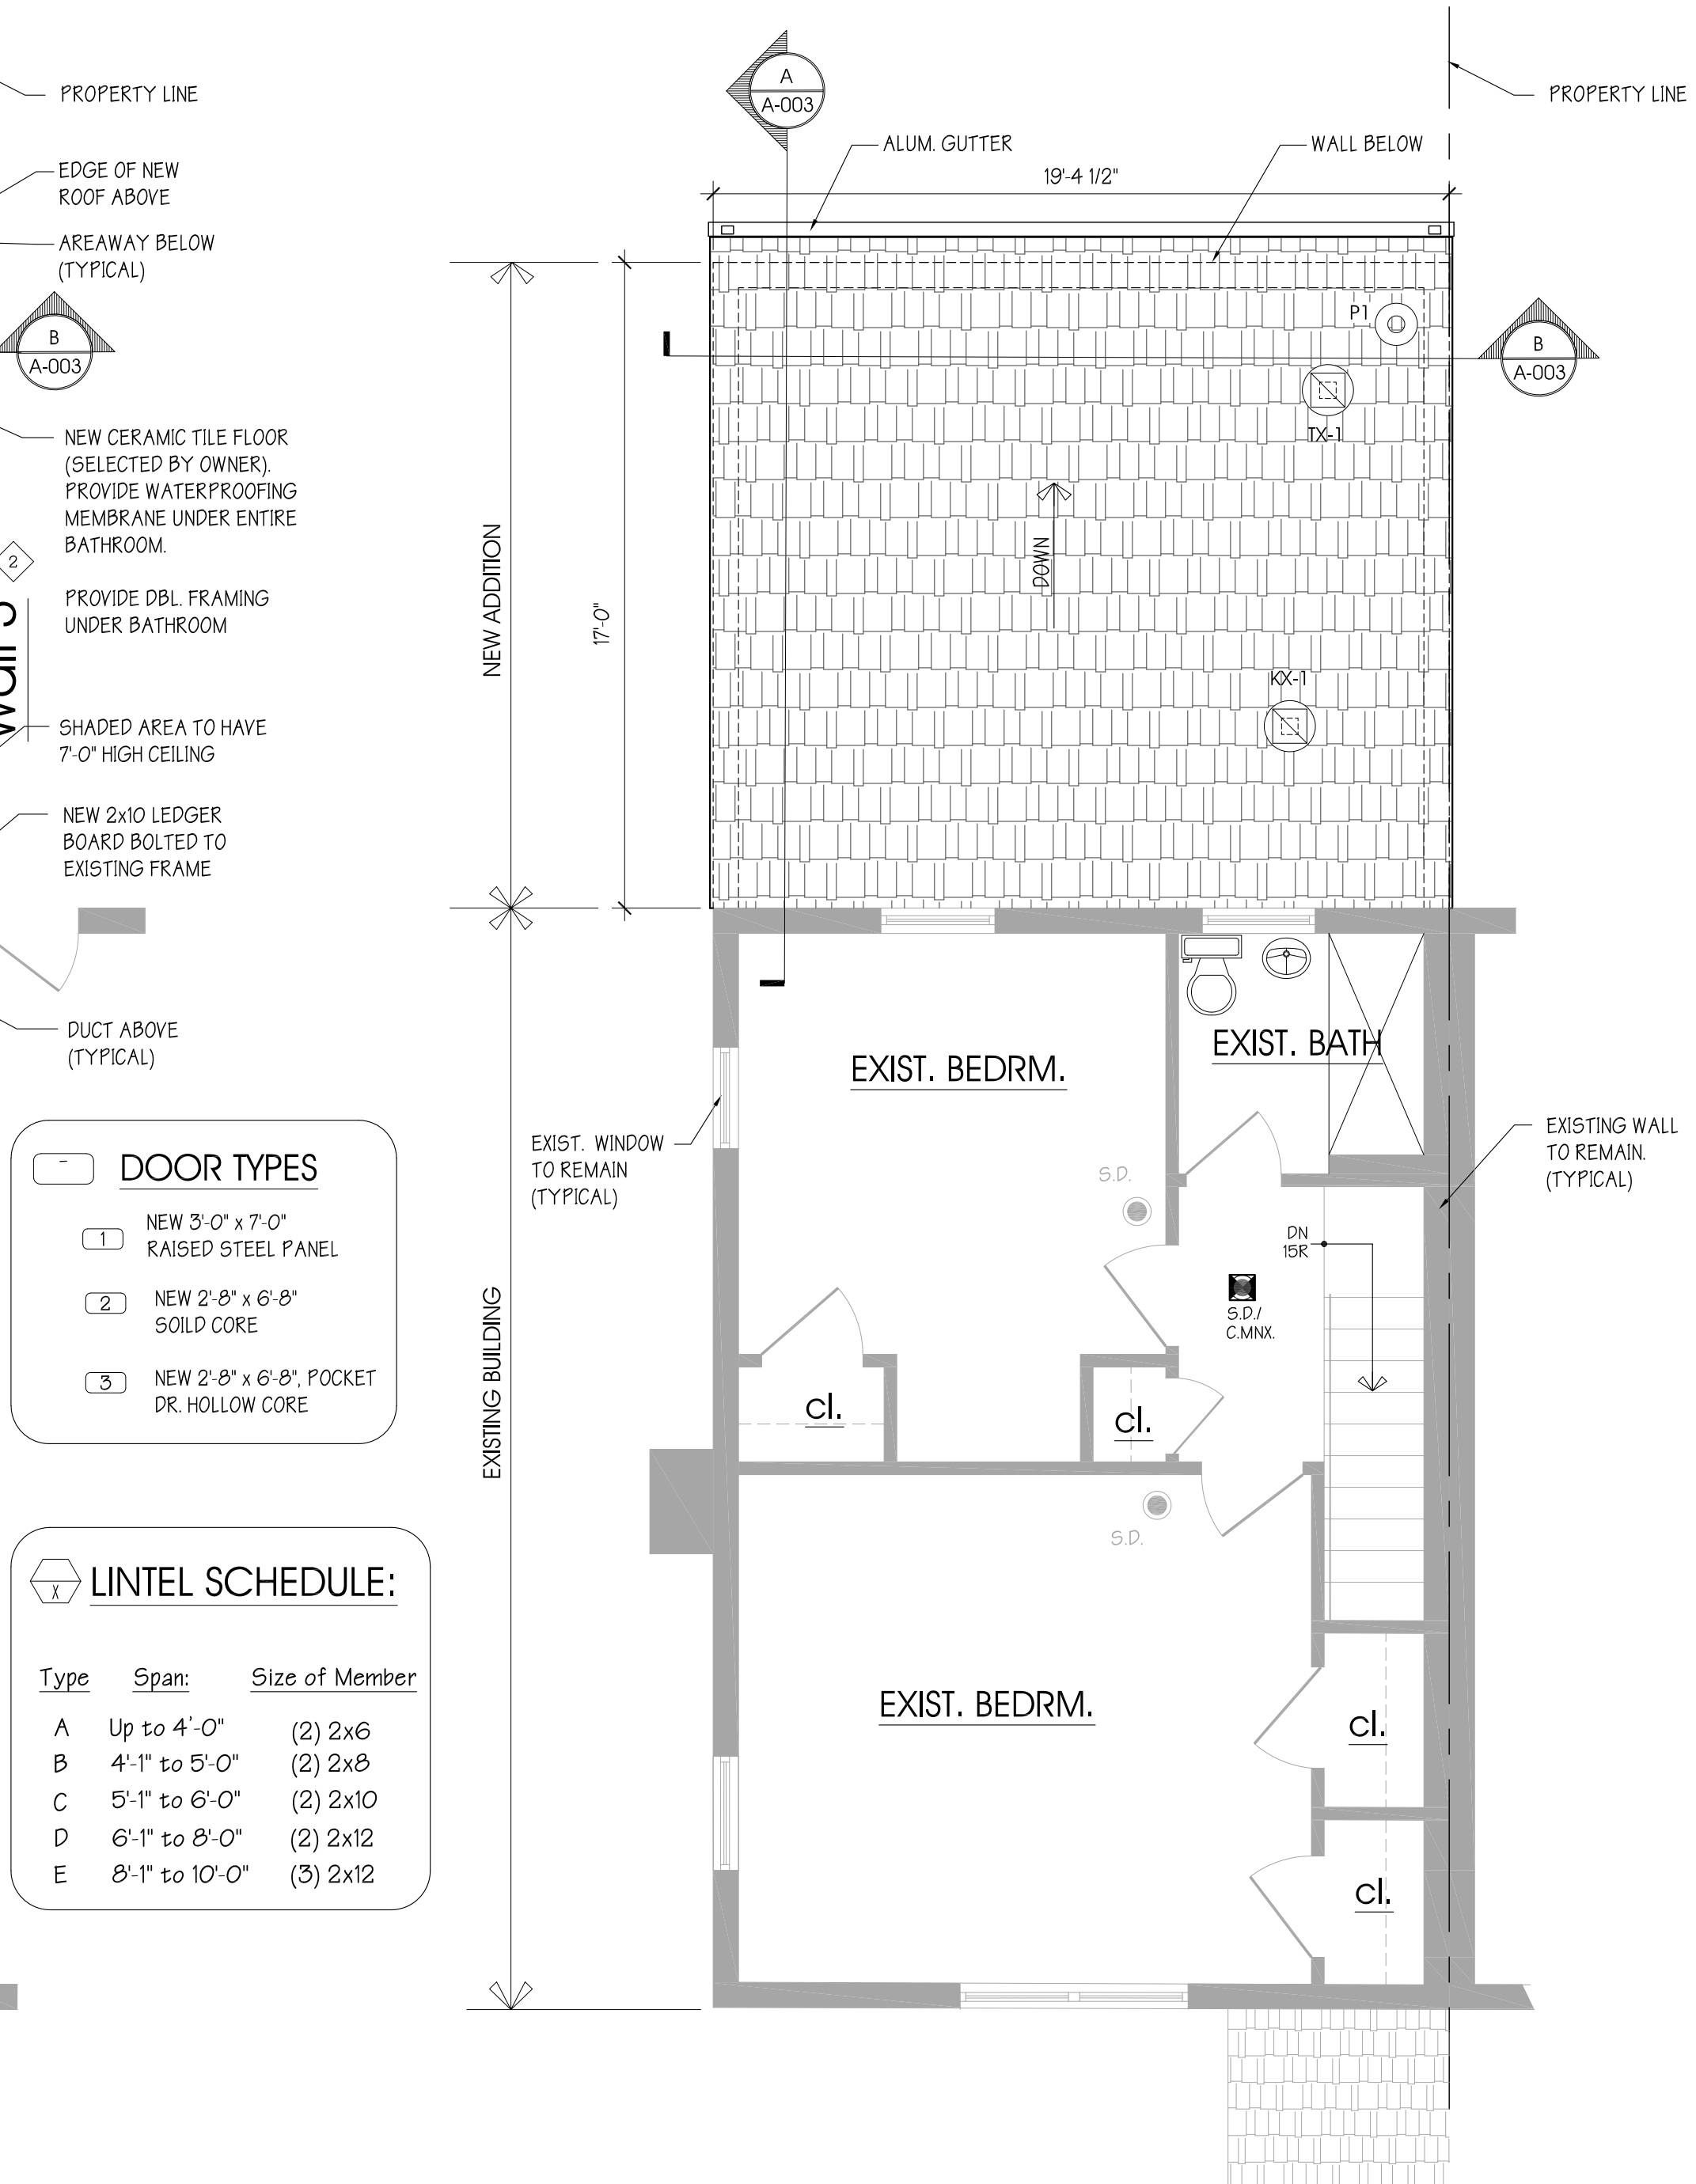 PROPERTY LINE
EDGE OF NEW
ROOF ABOVE
AREAWAY BELOW
(TYPICAL)
B
A-003
NEW CERAMIC TILE FLOOR
(SELECTED BY OWNER).
PROVIDE WATERPROOFING
MEMBRANE UNDER ENTIRE
BATHROOM.
2
PROVIDE DBL. FRAMING
UNDER BATHROOM
SHADED AREA TO HAVE
7'-0" HIGH CEILING
NEW 2x10 LEDGER
BOARD BOLTED TO
EXISTING FRAME
DUCT ABOVE
(TYPICAL)
DOOR TYPES
1
NEW 3'-0" x 7'-0"
RAISED STEEL PANEL
2
NEW 2'-8" x 6'-8"
SOILD CORE
3
NEW 2'-8" x 6'-8", POCKET
DR. HOLLOW CORE
X
LINTEL SCHEDULE:
Type Span: Size of Member
A Up to 4'-0" (2) 2x6
B 4'-1" to 5'-0" (2) 2x8
C 5'-1" to 6'-0" (2) 2x10
D 6'-1" to 8'-0" (2) 2x12
E 8'-1" to 10'-0" (3) 2x12
A
A-003
PROPERTY LINE
ALUM. GUTTER
WALL BELOW
19'-4 1/2"
P1
B
A-003
TX-1
NEW ADDITION
17'-0"
DOWN
KX-1
EXIST. BEDRM.
EXIST. BATH
EXIST. WINDOW
TO REMAIN
(TYPICAL)
EXISTING WALL
TO REMAIN.
(TYPICAL)
S.D.
DN
15R
S.D./
C.MNX.
EXISTING BUILDING
cl.
cl.
S.D.
EXIST. BEDRM.
cl.
cl.